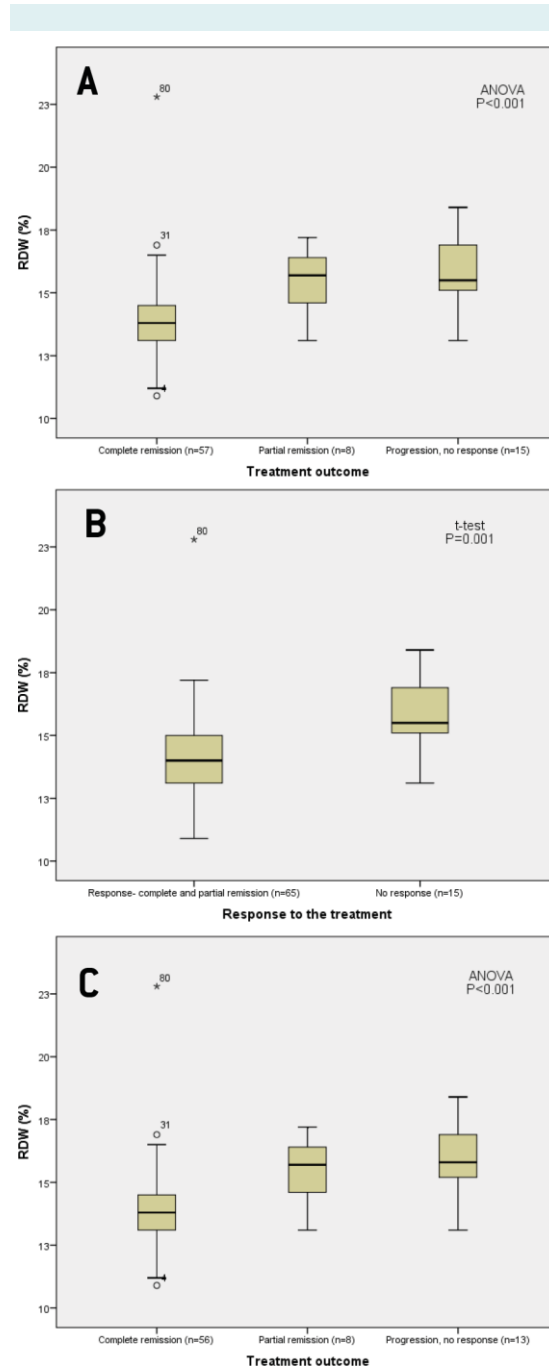 A
80
ANOVA
P<0.001
23
20
31
18
RDW (%)
15
13
10
Complete remission (n=57) Partial remission (n=8) Progression, no response (n=15)
Treatment outcome
B
80
t-test
P=0.001
23
20
18
RDW (%)
15
13
10
Response- complete and partial remission (n=65) No response (n=15)
Response to the treatment
C
80
ANOVA
P<0.001
23
20
31
18
RDW (%)
15
13
10
Complete remission (n=56) Partial remission (n=8) Progression, no response (n=13)
Treatment outcome